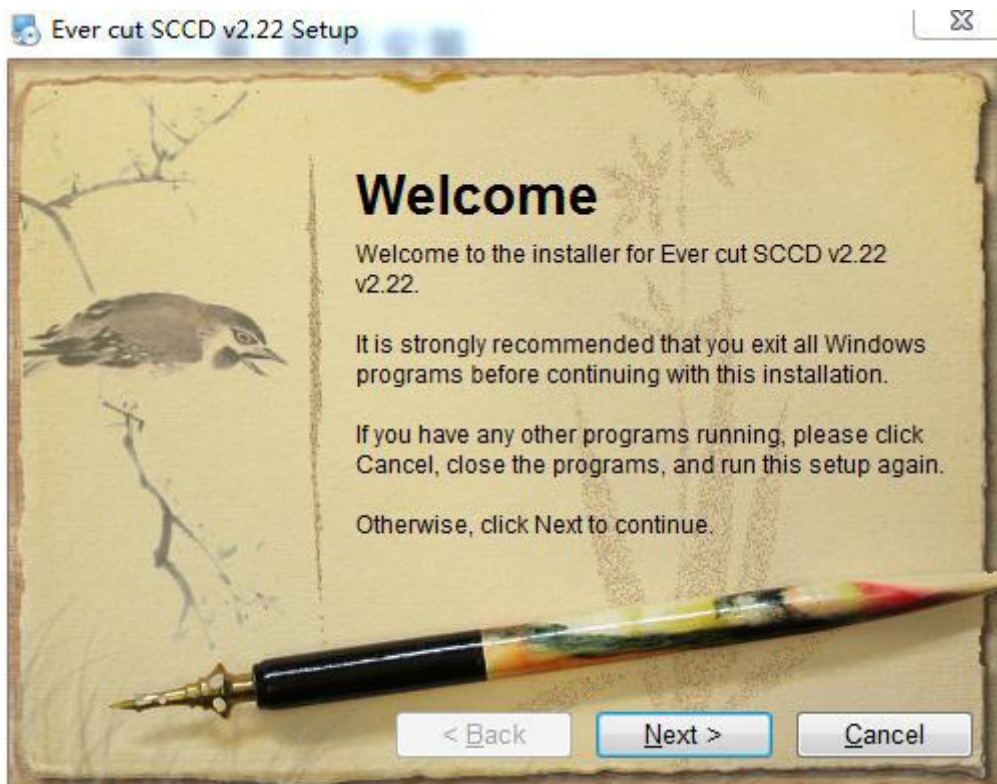 Ever cut SCCD v2.22 Setup
Welcome
Welcome to the installer for Ever cut SCCD v2.22
v2.22.
It is strongly recommended that you exit all Windows
programs before continuing with this installation.
If you have any other programs running, please click
Cancel, close the programs, and run this setup again.
Otherwise, click Next to continue.
< Back
Next >
Cancel